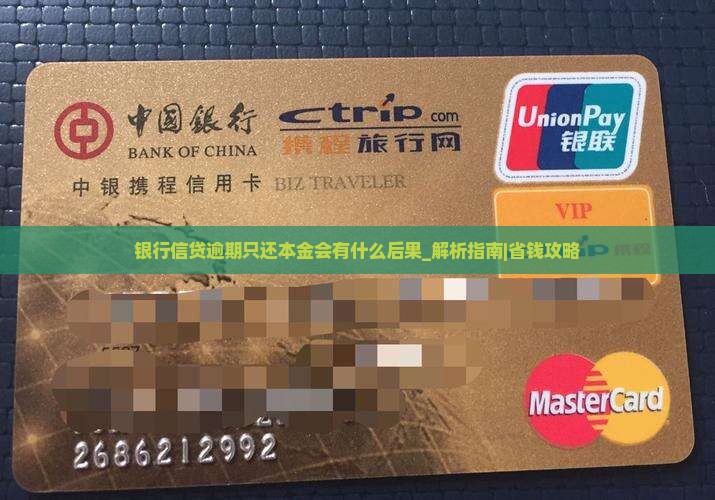 中國銀行
BANK OF CHINA
ctrip.com
携程旅行网
UnionPay
银联
中银携程信用卡 BIZ TRAVELER
VIP
银行信贷逾期只还本金会有什么后果_解析指南|省钱攻略
MasterCard
2686212992